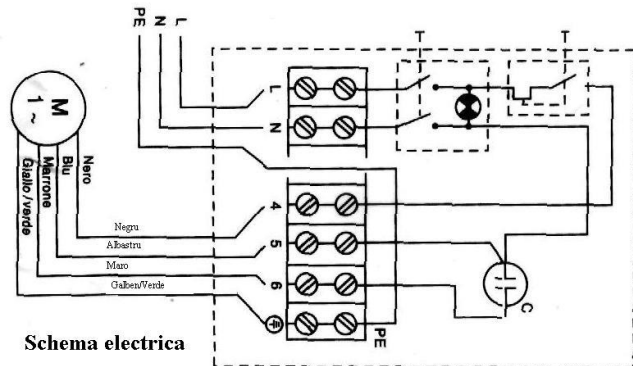 PE
N
L
T
T
L
N
M
1 ~
Nero
Blu
Marrone
Giallo/verde
Negru
Albastru
Maro
Galben/Verde
4
5
6
PE
C
Schema electrica